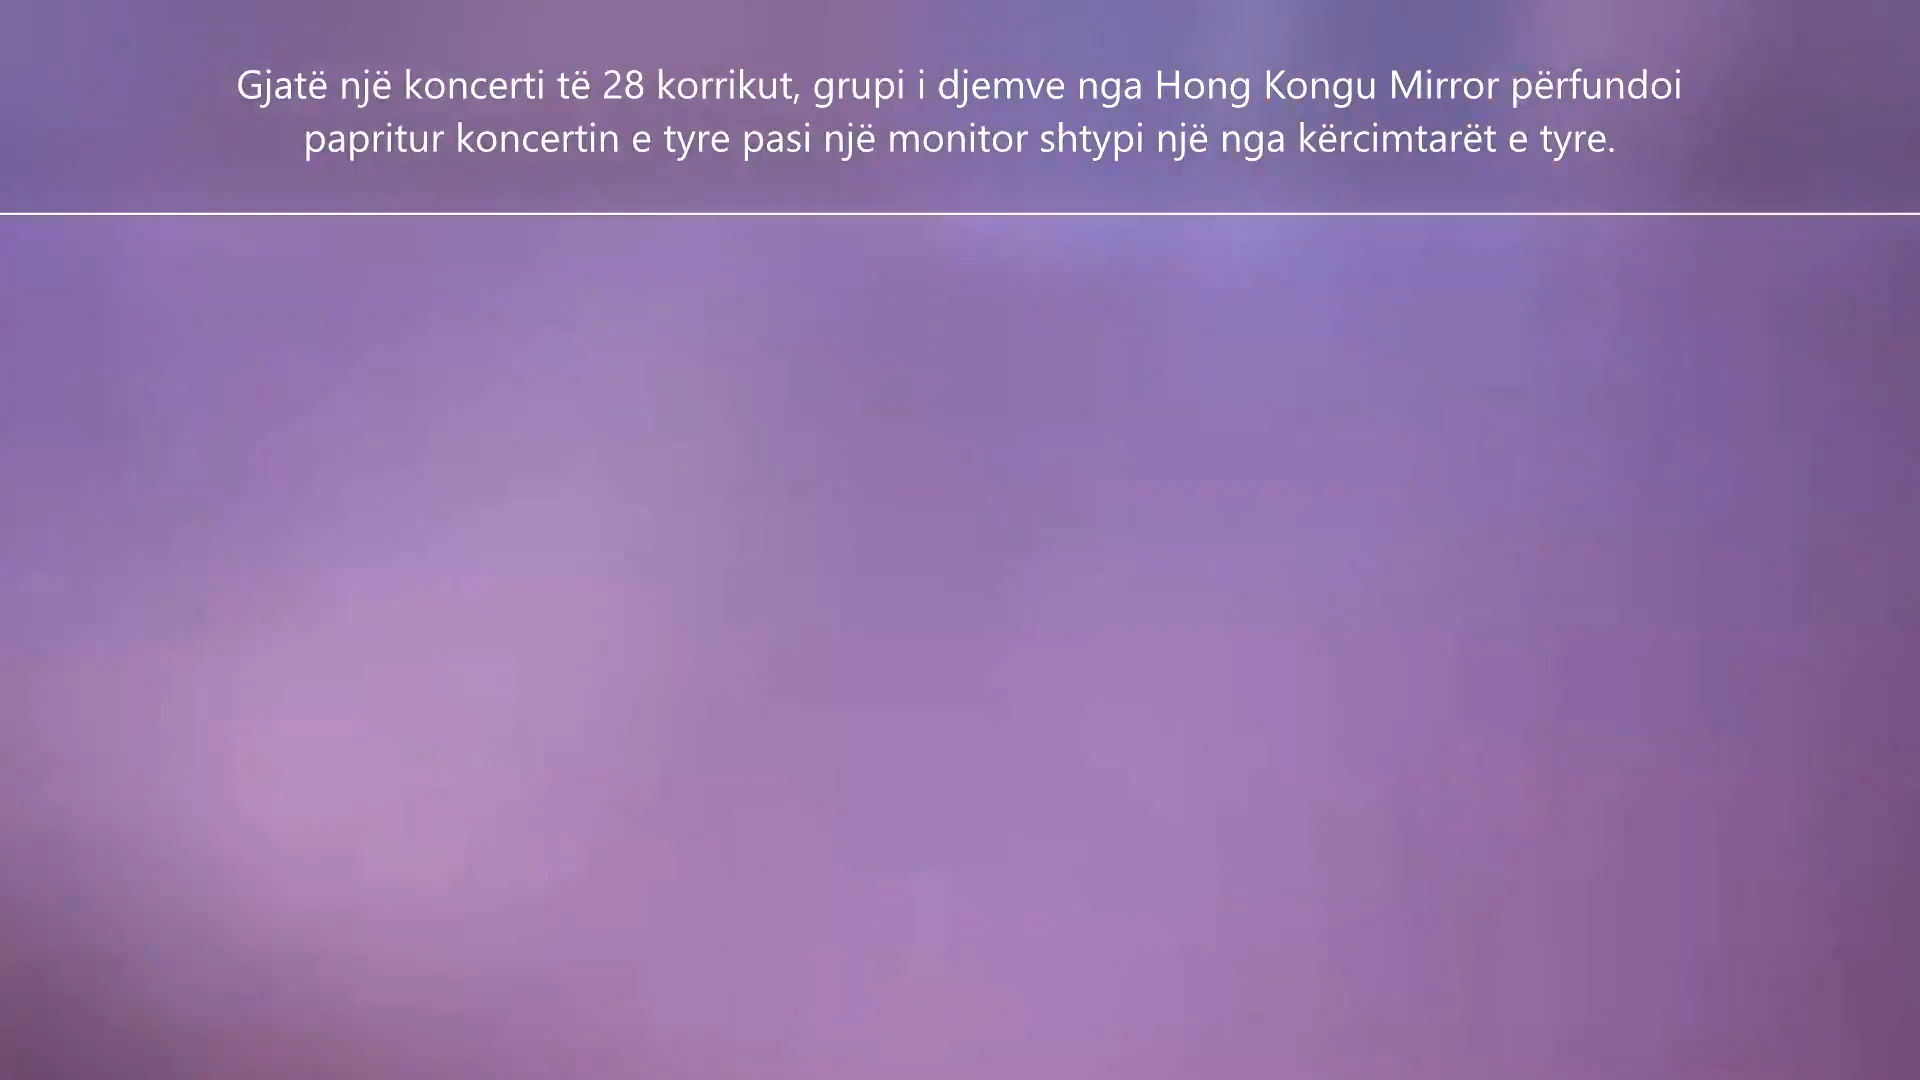 Gjatë një koncerti të 28 korrikut, grupi i djemve nga Hong Kongu Mirror përfundoi
papritur koncertin e tyre pasi një monitor shtypi një nga kërcimtarët e tyre.